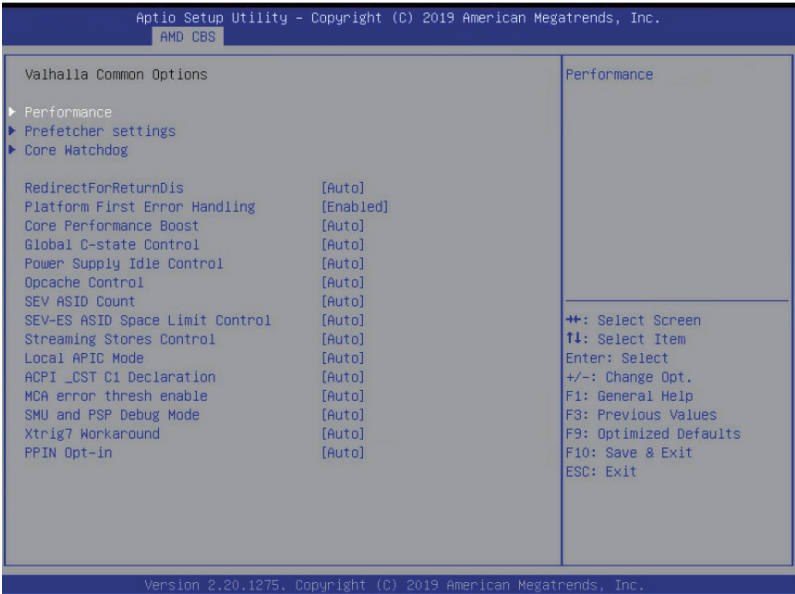 Aptio Setup Utility – Copyright (C) 2019 American Megatrends, Inc.
AMD CBS
Valhalla Common Options
Performance
Prefetcher settings
Core Watchdog
RedirectForReturnDis [Auto]
Platform First Error Handling [Enabled]
Core Performance Boost [Auto]
Global C-state Control [Auto]
Power Supply Idle Control [Auto]
Opcache Control [Auto]
SEV ASID Count [Auto]
SEV-ES ASID Space Limit Control [Auto]
Streaming Stores Control [Auto]
Local APIC Mode [Auto]
ACPI _CST C1 Declaration [Auto]
MCA error thresh enable [Auto]
SMU and PSP Debug Mode [Auto]
Xtrig7 Workaround [Auto]
PPIN Opt-in [Auto]
Performance
→←: Select Screen
↑↓: Select Item
Enter: Select
+/-: Change Opt.
F1: General Help
F3: Previous Values
F9: Optimized Defaults
F10: Save & Exit
ESC: Exit
Version 2.20.1275. Copyright (C) 2019 American Megatrends, Inc.